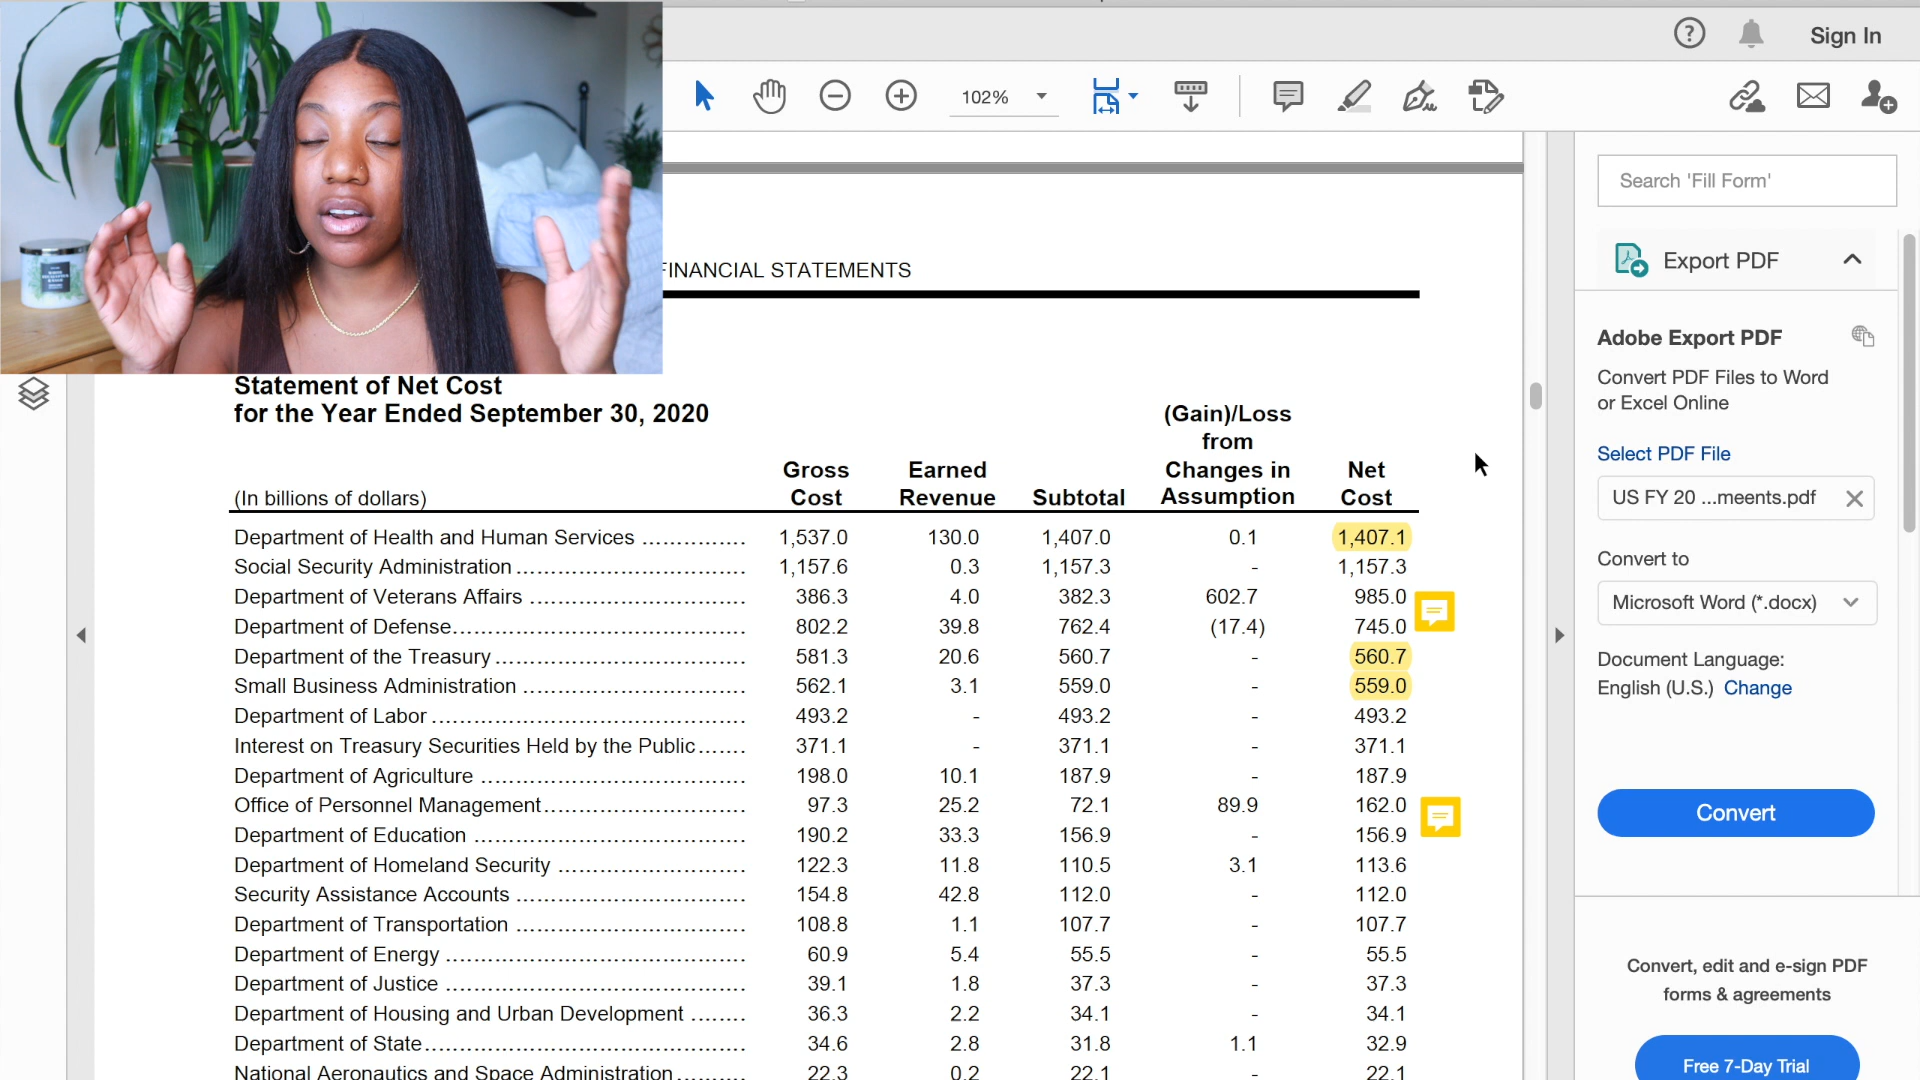 Sign In
102%
Search 'Fill Form'
Export PDF
FINANCIAL STATEMENTS
Adobe Export PDF
Convert PDF Files to Word
or Excel Online
Select PDF File
US FY 20 ...meents.pdf
Convert to
Microsoft Word (*.docx)
Document Language:
English (U.S.) Change
Convert
Convert, edit and e-sign PDF
forms & agreements
Free 7-Day Trial
Statement of Net Cost
for the Year Ended September 30, 2020
(Gain)/Loss
from
Gross Earned Changes in Net
(In billions of dollars) Cost Revenue Subtotal Assumption Cost
Department of Health and Human Services ............... 1,537.0 130.0 1,407.0 0.1 1,407.1
Social Security Administration ................................ 1,157.6 0.3 1,157.3 - 1,157.3
Department of Veterans Affairs .............................. 386.3 4.0 382.3 602.7 985.0
Department of Defense.......................................... 802.2 39.8 762.4 (17.4) 745.0
Department of the Treasury ................................... 581.3 20.6 560.7 - 560.7
Small Business Administration ............................... 562.1 3.1 559.0 - 559.0
Department of Labor ............................................. 493.2 - 493.2 - 493.2
Interest on Treasury Securities Held by the Public....... 371.1 - 371.1 - 371.1
Department of Agriculture ..................................... 198.0 10.1 187.9 - 187.9
Office of Personnel Management............................. 97.3 25.2 72.1 89.9 162.0
Department of Education ....................................... 190.2 33.3 156.9 - 156.9
Department of Homeland Security .......................... 122.3 11.8 110.5 3.1 113.6
Security Assistance Accounts ................................ 154.8 42.8 112.0 - 112.0
Department of Transportation ................................ 108.8 1.1 107.7 - 107.7
Department of Energy ........................................... 60.9 5.4 55.5 - 55.5
Department of Justice ........................................... 39.1 1.8 37.3 - 37.3
Department of Housing and Urban Development ........ 36.3 2.2 34.1 - 34.1
Department of State.............................................. 34.6 2.8 31.8 1.1 32.9
National Aeronautics and Space Administration.......... 22.3 0.2 22.1 - 22.1